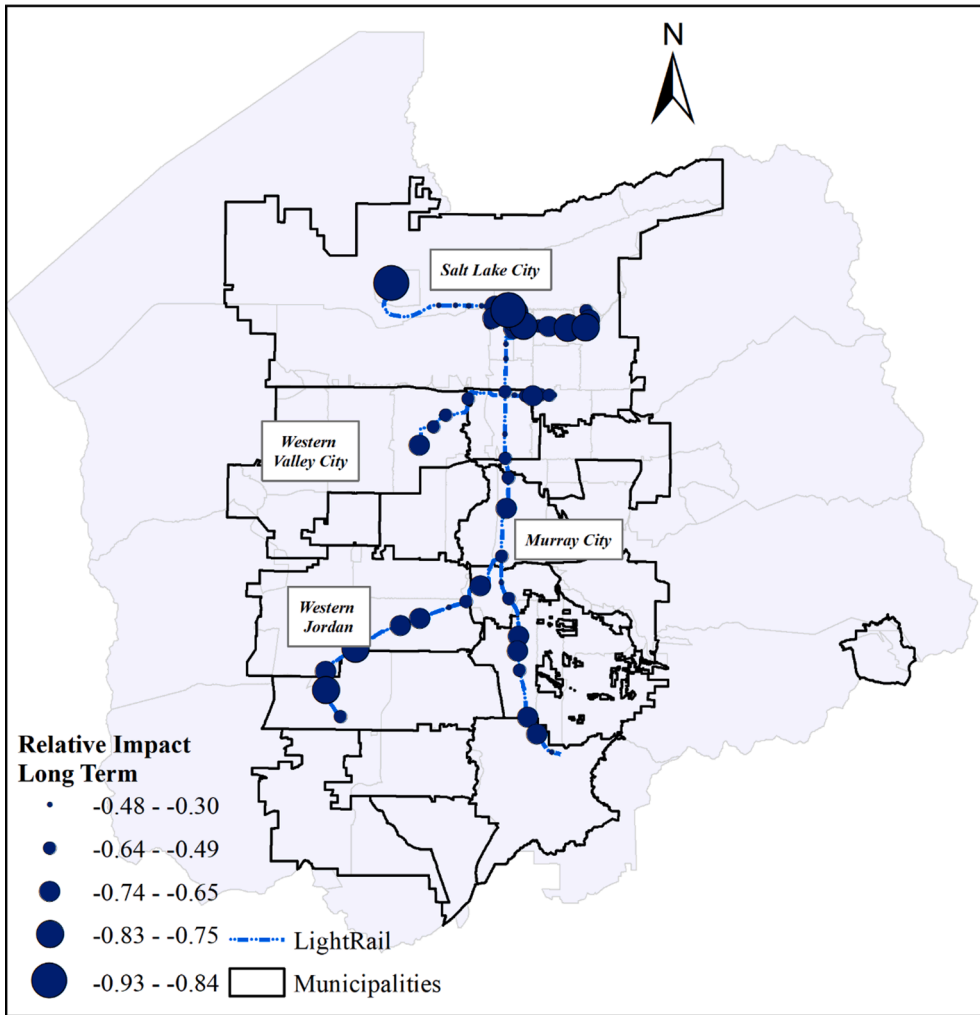 N
Salt Lake City
Western
Valley City
Murray City
Western
Jordan
Relative Impact
Long Term
-0.48 - -0.30
-0.64 - -0.49
-0.74 - -0.65
-0.83 - -0.75
-0.93 - -0.84
LightRail
Municipalities